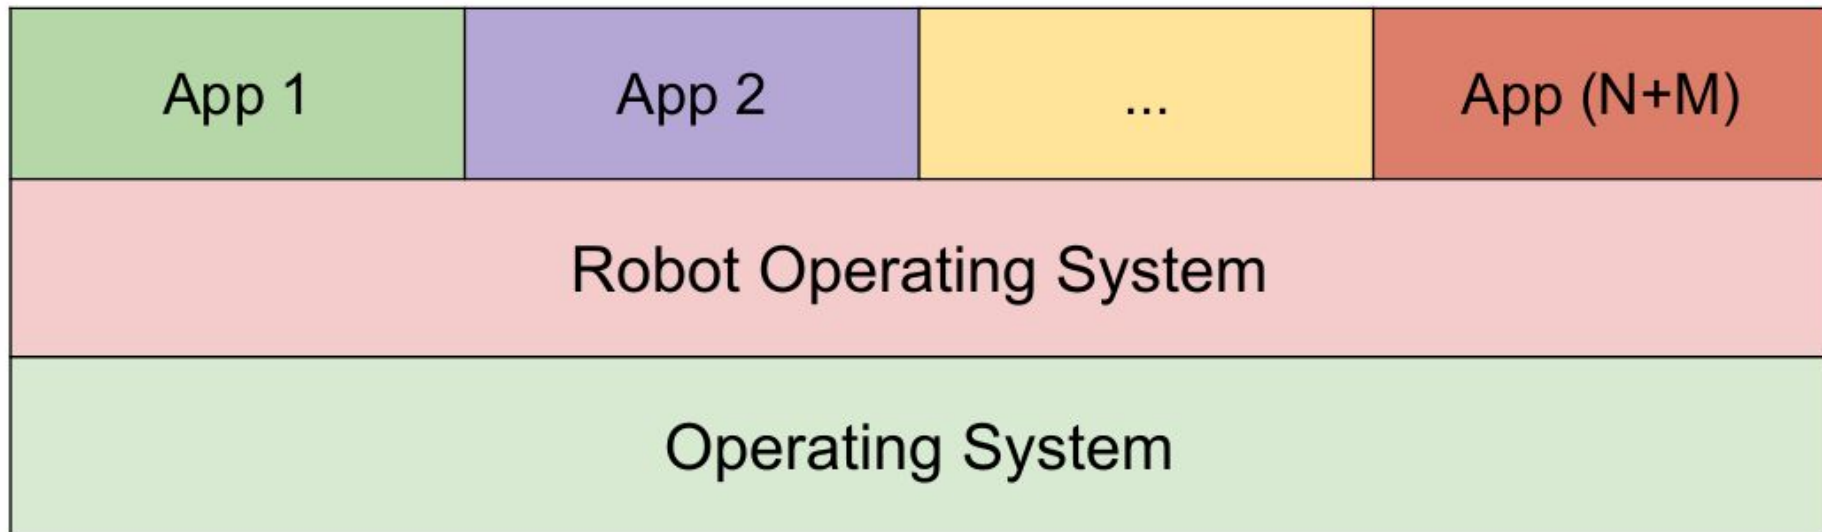 App 1
App 2
...
App (N+M)
Robot Operating System
Operating System